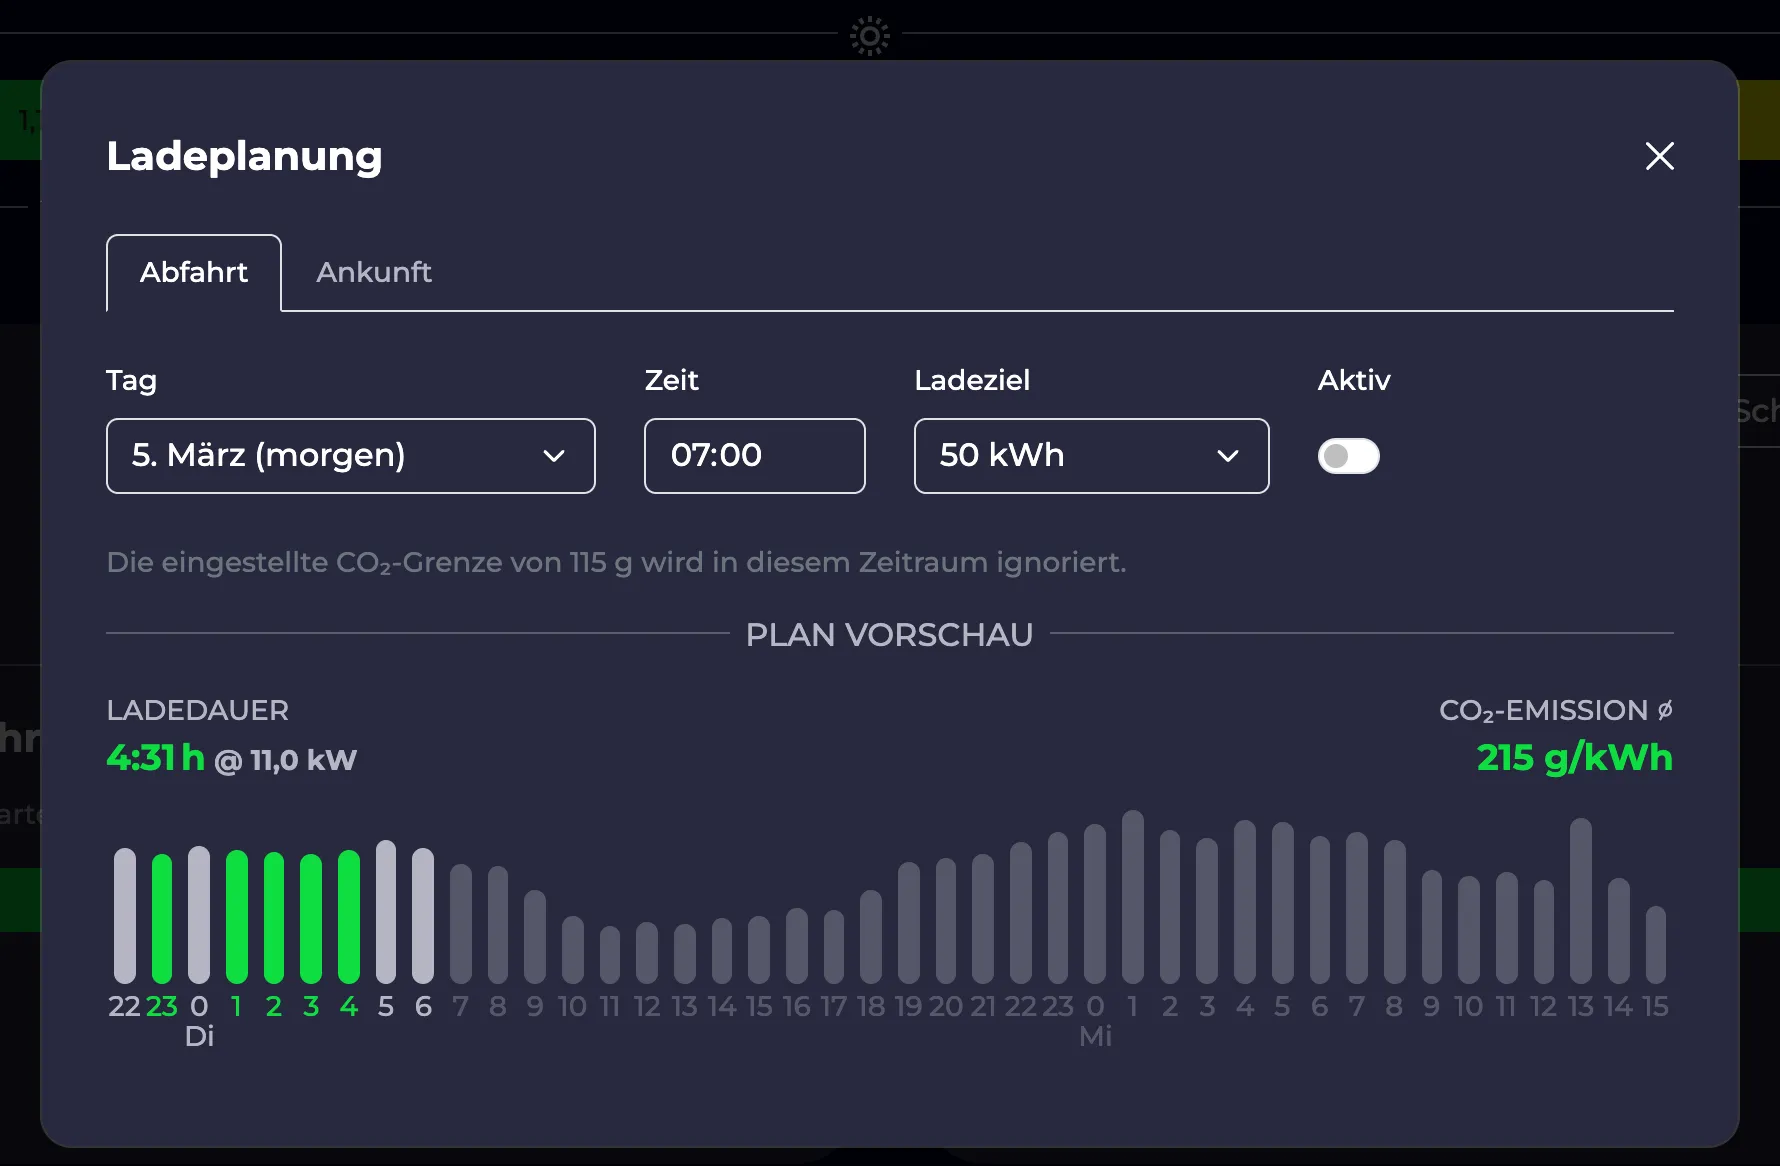 Ladeplanung
Abfahrt Ankunft
Tag Zeit Ladeziel Aktiv
5. März (morgen) 07:00 50 kWh
Die eingestellte CO₂-Grenze von 115 g wird in diesem Zeitraum ignoriert.
PLAN VORSCHAU
LADEDAUER CO₂-EMISSION ⌀
4:31 h @ 11,0 kW 215 g/kWh
22 23 0 1 2 3 4 5 6 7 8 9 10 11 12 13 14 15 16 17 18 19 20 21 22 23 0 1 2 3 4 5 6 7 8 9 10 11 12 13 14 15
Di Mi